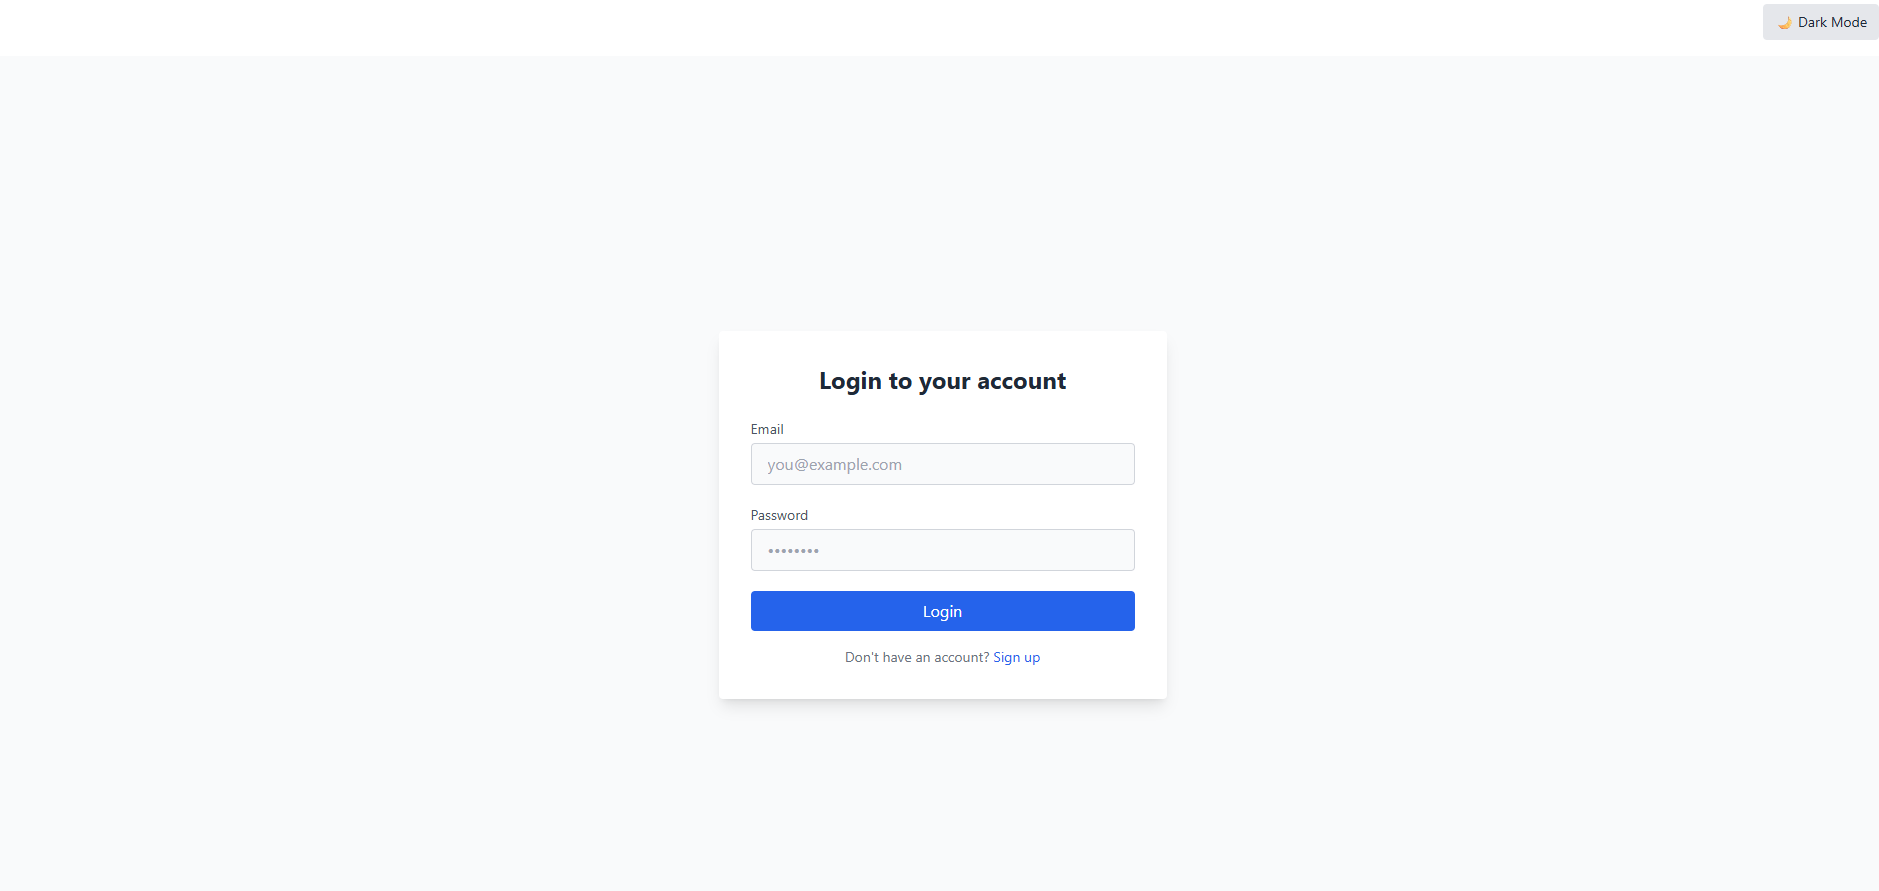 🌙 Dark Mode
Login to your account
Email
you@example.com
Password
••••••••
Login
Don't have an account? Sign up